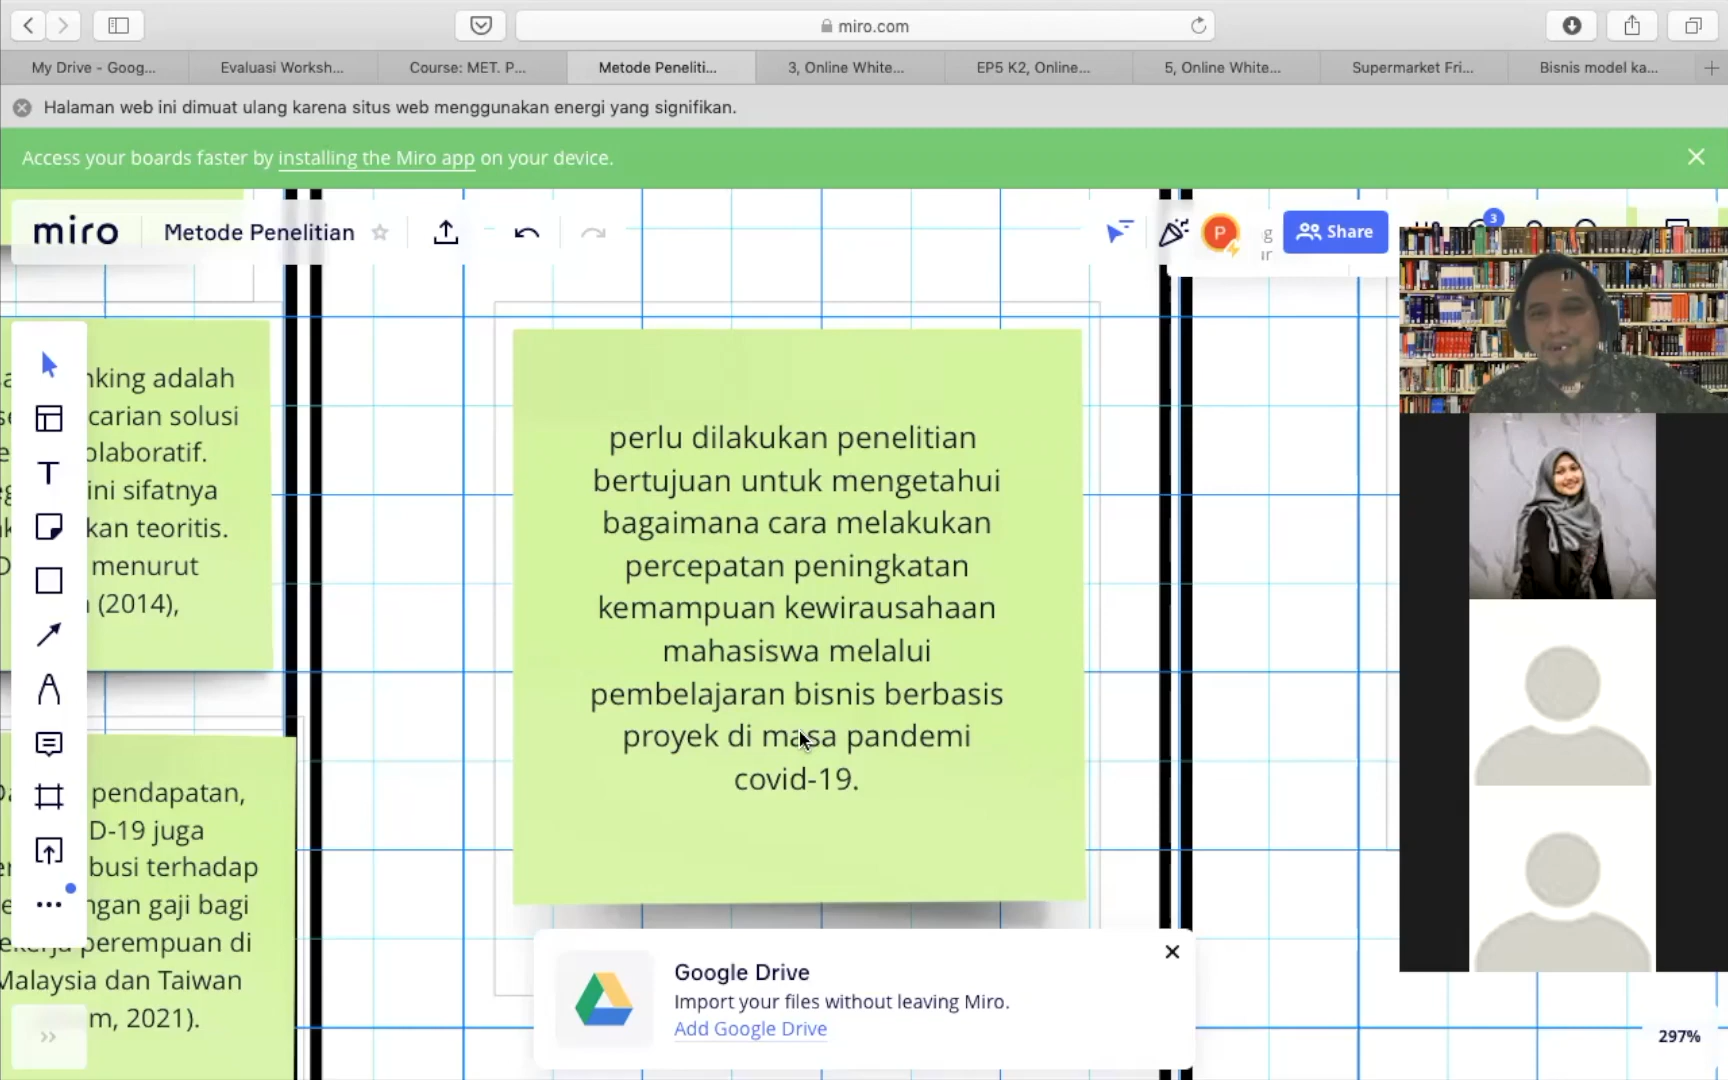 miro.com
My Drive - Goog...
Evaluasi Worksh...
Course: MET. P...
Metode Peneliti...
3, Online White...
EP5 K2, Online...
5, Online White...
Supermarket Fri...
Bisnis model ka...
Halaman web ini dimuat ulang karena situs web menggunakan energi yang signifikan.
Access your boards faster by installing the Miro app on your device.
miro
Metode Penelitian
P
Share
3
nking adalah
carian solusi
olaboratif.
ini sifatnya
kan teoritis.
menurut
(2014),
pendapatan,
D-19 juga
busi terhadap
ngan gaji bagi
perempuan di
Malaysia dan Taiwan
m, 2021).
perlu dilakukan penelitian
bertujuan untuk mengetahui
bagaimana cara melakukan
percepatan peningkatan
kemampuan kewirausahaan
mahasiswa melalui
pembelajaran bisnis berbasis
proyek di masa pandemi
covid-19.
Google Drive
Import your files without leaving Miro.
Add Google Drive
297%